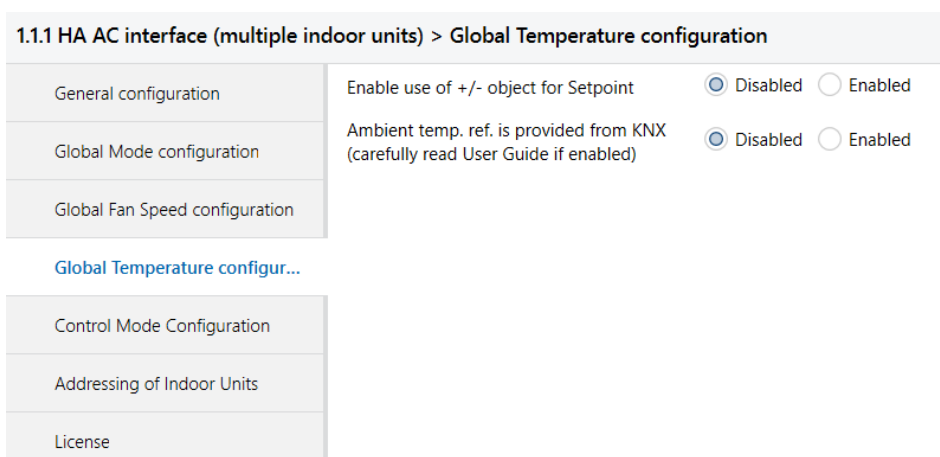 1.1.1 HA AC interface (multiple indoor units) > Global Temperature configuration
General configuration
Global Mode configuration
Global Fan Speed configuration
Global Temperature configur...
Control Mode Configuration
Addressing of Indoor Units
License
Enable use of +/- object for Setpoint
Disabled Enabled
Ambient temp. ref. is provided from KNX
(carefully read User Guide if enabled)
Disabled Enabled